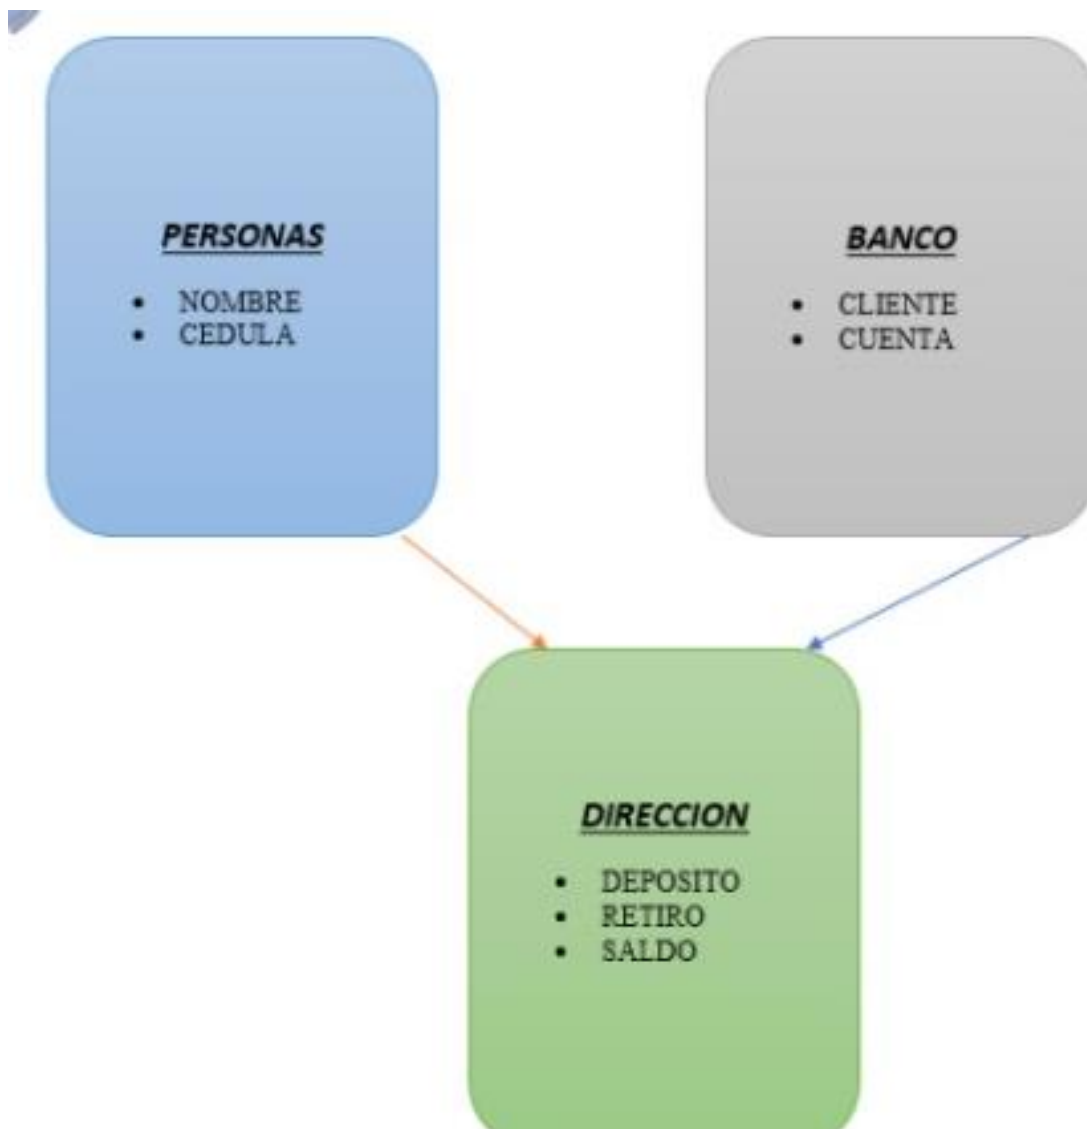 PERSONAS
• NOMBRE
• CEDULA
BANCO
• CLIENTE
• CUENTA
DIRECCION
• DEPOSITO
• RETIRO
• SALDO